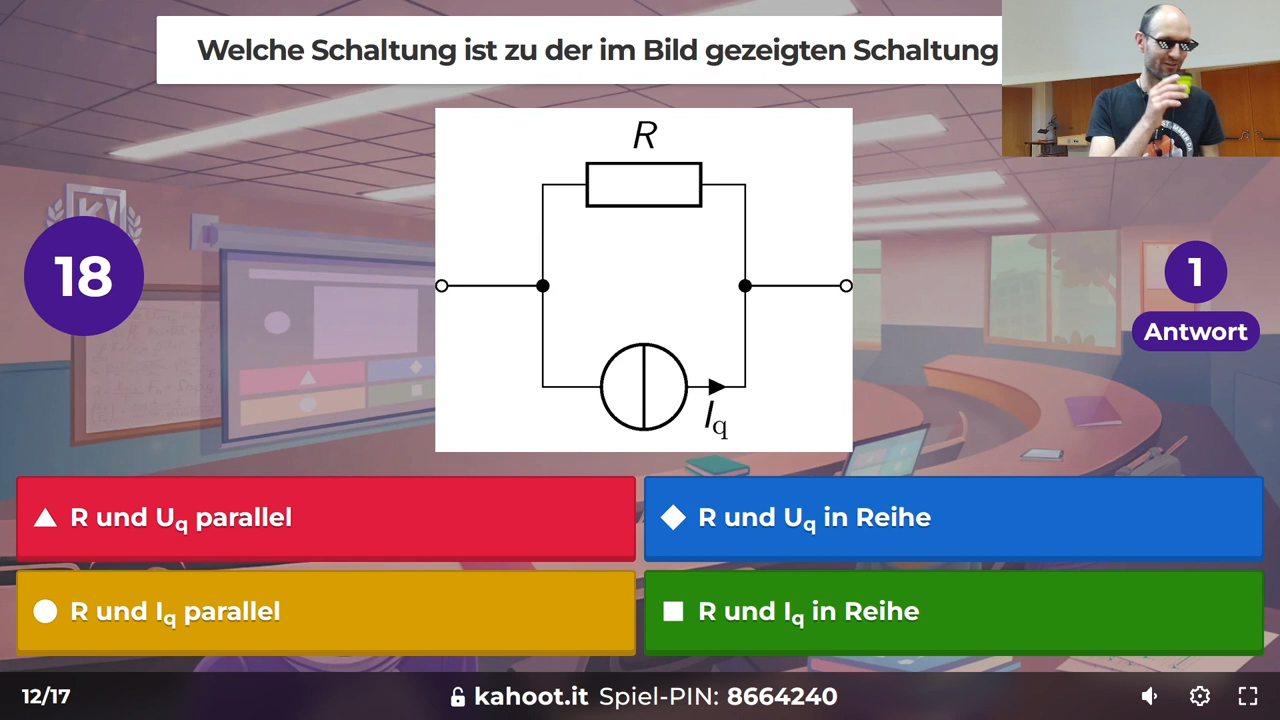 Welche Schaltung ist zu der im Bild gezeigten Schaltung
R
18
1
Antwort
Iq
R und Uq parallel
R und Uq in Reihe
R und Iq parallel
R und Iq in Reihe
12/17
kahoot.it Spiel-PIN: 8664240